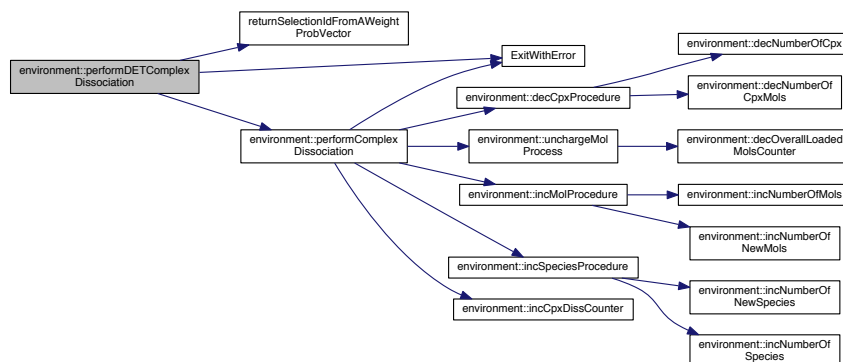 environment::performDETComplex
Dissociation
returnSelectionIdFromAWeight
ProbVector
ExitWithError
environment::performComplex
Dissociation
environment::decCpxProcedure
environment::decNumberOfCpx
environment::decNumberOf
CpxMols
environment::unchargeMol
Process
environment::decOverallLoaded
MolsCounter
environment::incMolProcedure
environment::incNumberOfMols
environment::incNumberOf
NewMols
environment::incSpeciesProcedure
environment::incNumberOf
NewSpecies
environment::incNumberOf
Species
environment::incCpxDissCounter